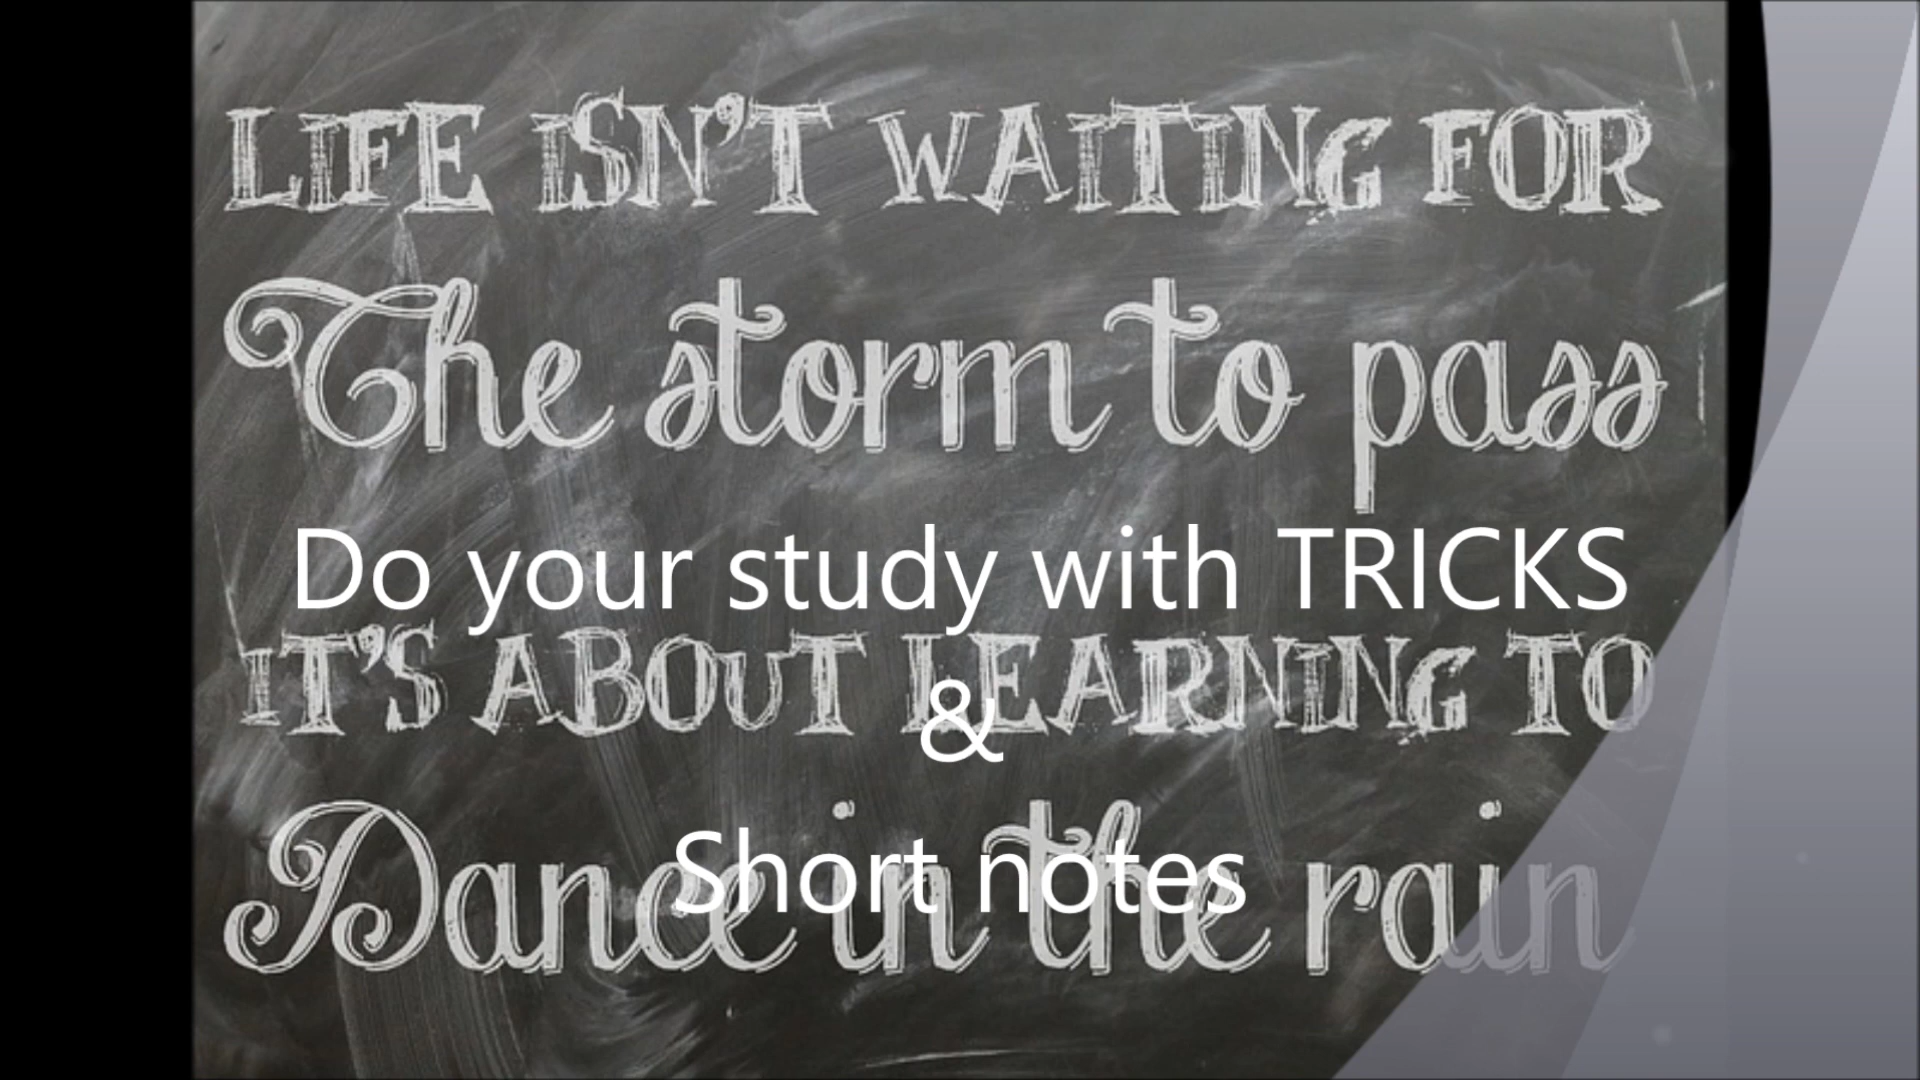 LIFE ISN'T WAITING FOR
The storm to pass
Do your study with TRICKS
IT'S ABOUT LEARNING TO
&
Short notes
Dance in the rain